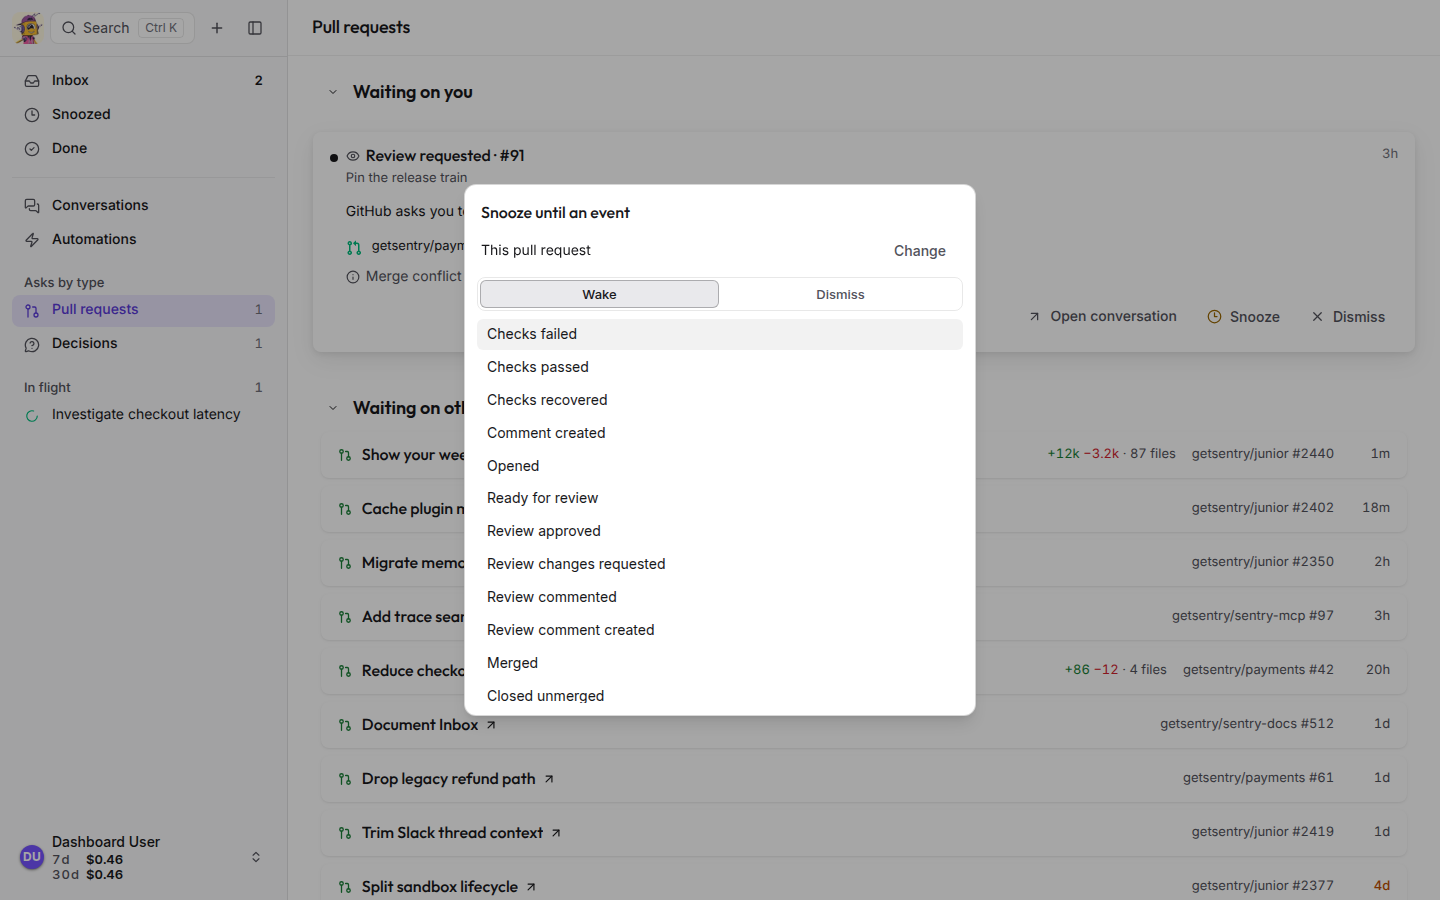 Search Ctrl K
Inbox 2
Snoozed
Done
Conversations
Automations
Asks by type
Pull requests 1
Decisions 1
In flight 1
Investigate checkout latency
DU
Dashboard User
7d $0.46
30d $0.46
Pull requests
Waiting on you
Review requested · #91 3h
Pin the release train
GitHub asks you
getsentry/paym
Merge conflict
Open conversation Snooze Dismiss
Snooze until an event
This pull request Change
Wake Dismiss
Checks failed
Checks passed
Checks recovered
Comment created
Opened
Ready for review
Review approved
Review changes requested
Review commented
Review comment created
Merged
Closed unmerged
Waiting on
Show your +12k −3.2k · 87 files getsentry/junior #2440 1m
Cache plugin getsentry/junior #2402 18m
Migrate getsentry/junior #2350 2h
Add trace getsentry/sentry-mcp #97 3h
Reduce +86 −12 · 4 files getsentry/payments #42 20h
Document Inbox getsentry/sentry-docs #512 1d
Drop legacy refund path getsentry/payments #61 1d
Trim Slack thread context getsentry/junior #2419 1d
Split sandbox lifecycle getsentry/junior #2377 4d